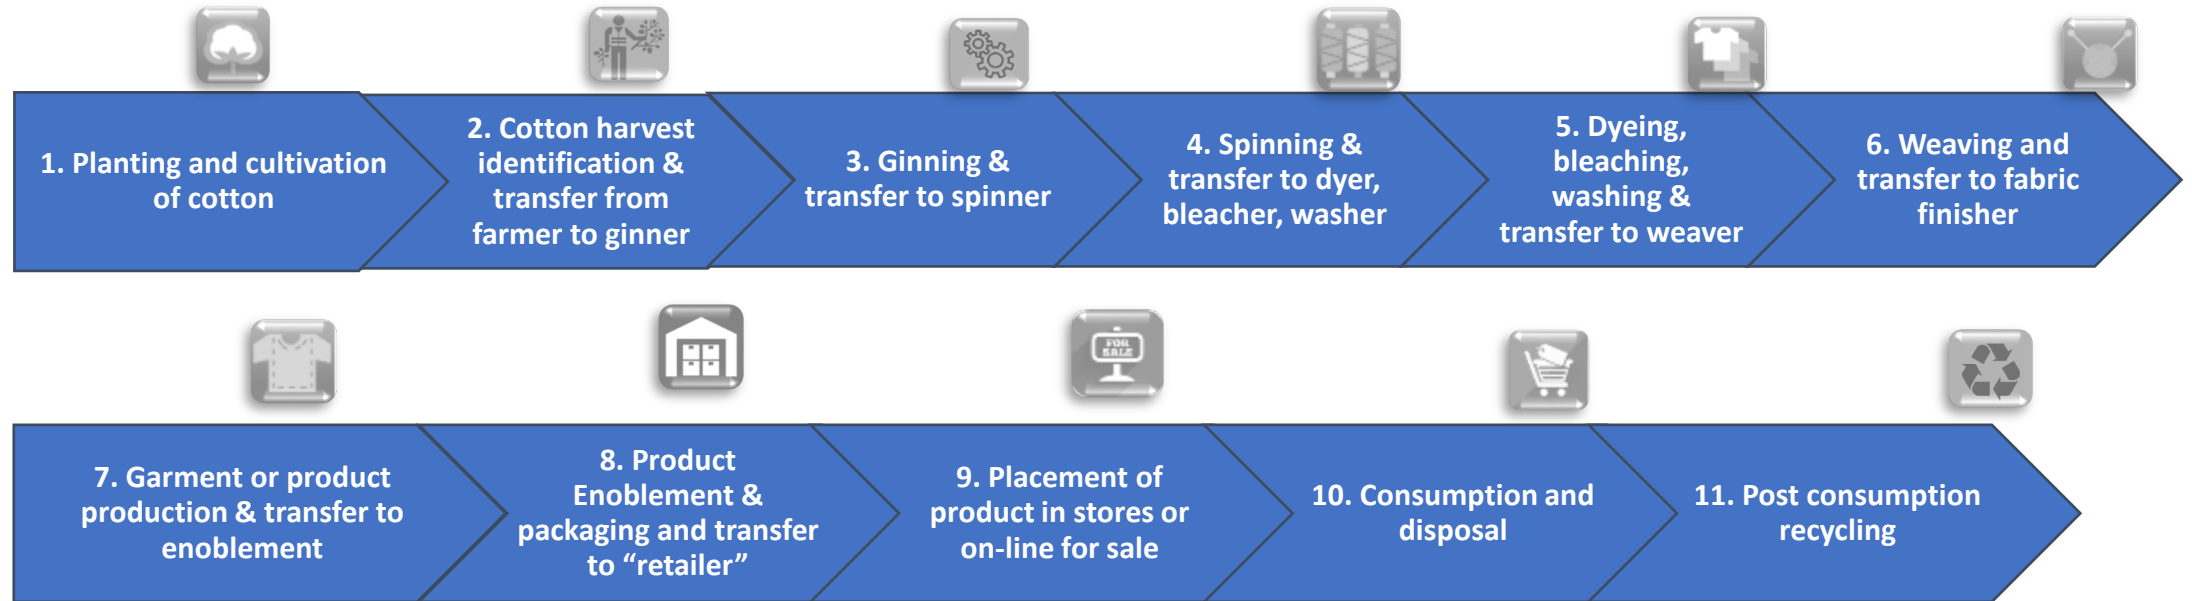 1. Planting and cultivation
of cotton
2. Cotton harvest
identification &
transfer from
farmer to ginner
3. Ginning &
transfer to spinner
4. Spinning &
transfer to dyer,
bleacher, washer
5. Dyeing,
bleaching,
washing &
transfer to weaver
6. Weaving and
transfer to fabric
finisher
FOR
SALE
7. Garment or product
production & transfer to
enoblement
8. Product
Enoblement &
packaging and transfer
to “retailer”
9. Placement of
product in stores or
on-line for sale
10. Consumption and
disposal
11. Post consumption
recycling